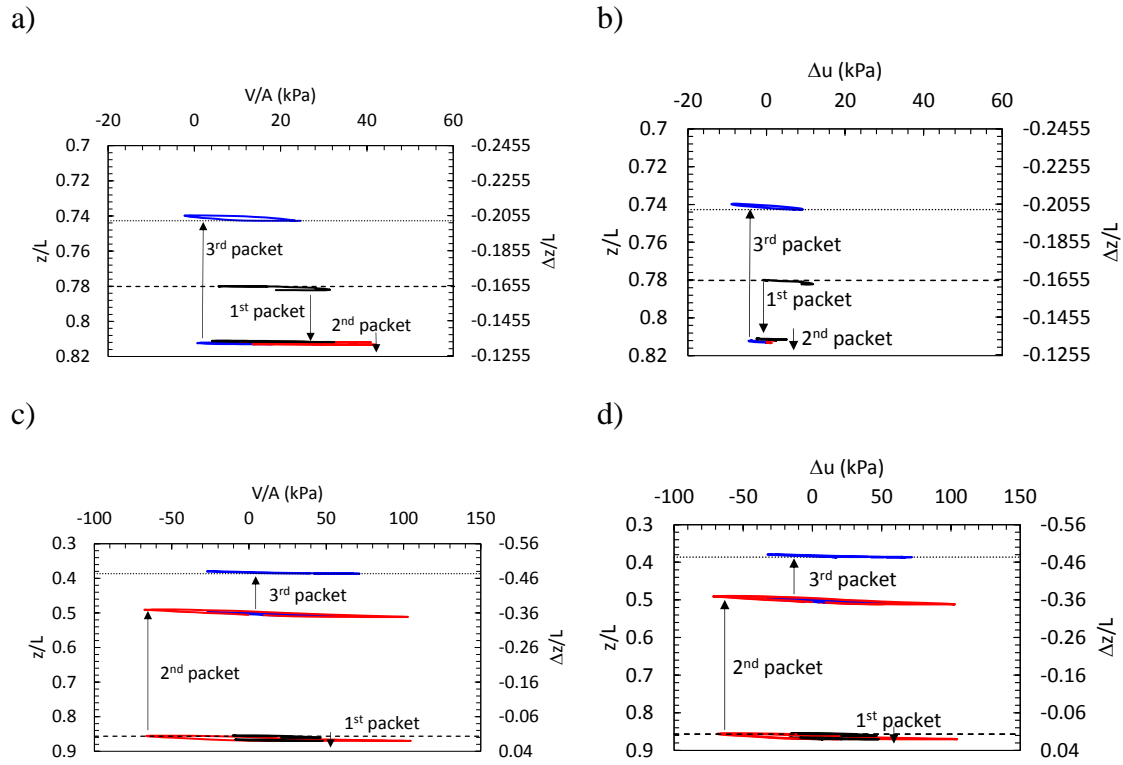 a)
b)
V/A (kPa)
-20 0 20 40 60
0.7
0.72
0.74
0.76
0.78
0.8
0.82
z/L
-0.2455
-0.2255
-0.2055
-0.1855
-0.1655
-0.1455
-0.1255
Δz/L
3rd packet
1st packet
2nd packet
Δu (kPa)
-20 0 20 40 60
0.7
0.72
0.74
0.76
0.78
0.8
0.82
z/L
-0.2455
-0.2255
-0.2055
-0.1855
-0.1655
-0.1455
-0.1255
Δz/L
3rd packet
1st packet
2nd packet
c)
d)
V/A (kPa)
-100 -50 0 50 100 150
0.3
0.4
0.5
0.6
0.7
0.8
0.9
z/L
-0.56
-0.46
-0.36
-0.26
-0.16
-0.06
0.04
Δz/L
3rd packet
2nd packet
1st packet
Δu (kPa)
-100 -50 0 50 100 150
0.3
0.4
0.5
0.6
0.7
0.8
0.9
z/L
-0.56
-0.46
-0.36
-0.26
-0.16
-0.06
0.04
Δz/L
3rd packet
2nd packet
1st packet